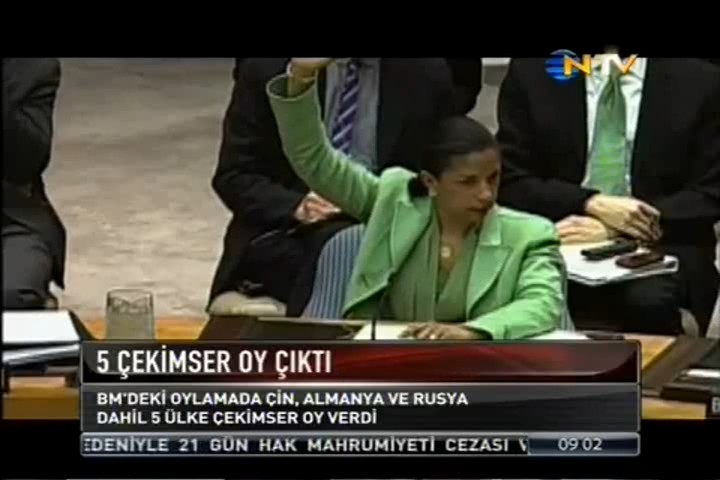 NTV
5 ÇEKİMSER OY ÇIKTI
BM'DEKİ OYLAMADA ÇİN, ALMANYA VE RUSYA
DAHİL 5 ÜLKE ÇEKİMSER OY VERDİ
EDENİYLE 21 GÜN HAK MAHRUMİYETİ CEZASI V
09:02